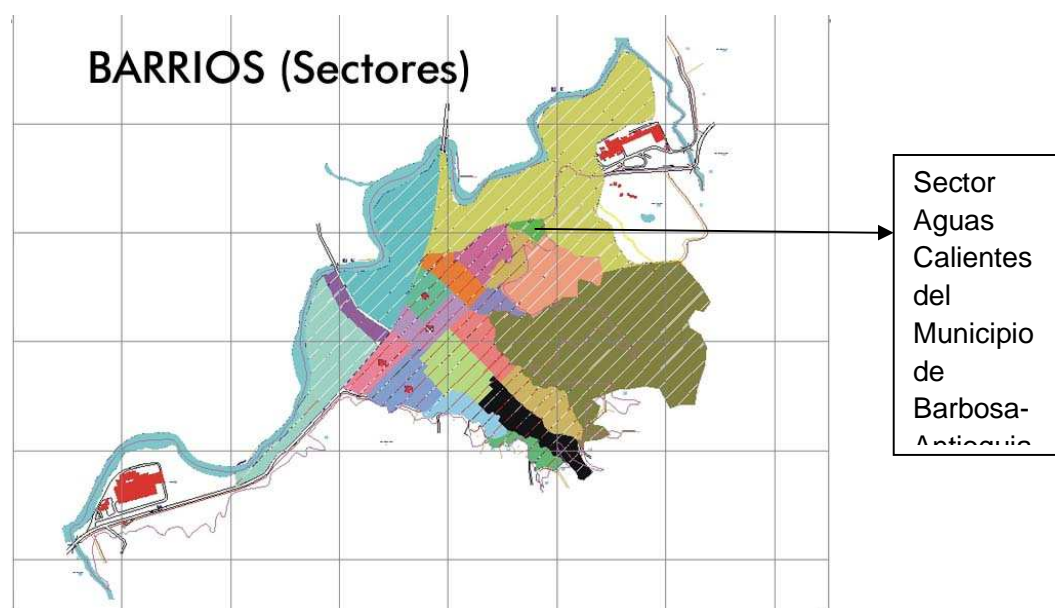 BARRIOS (Sectores)
Sector
Aguas
Calientes
del
Municipio
de
Barbosa-